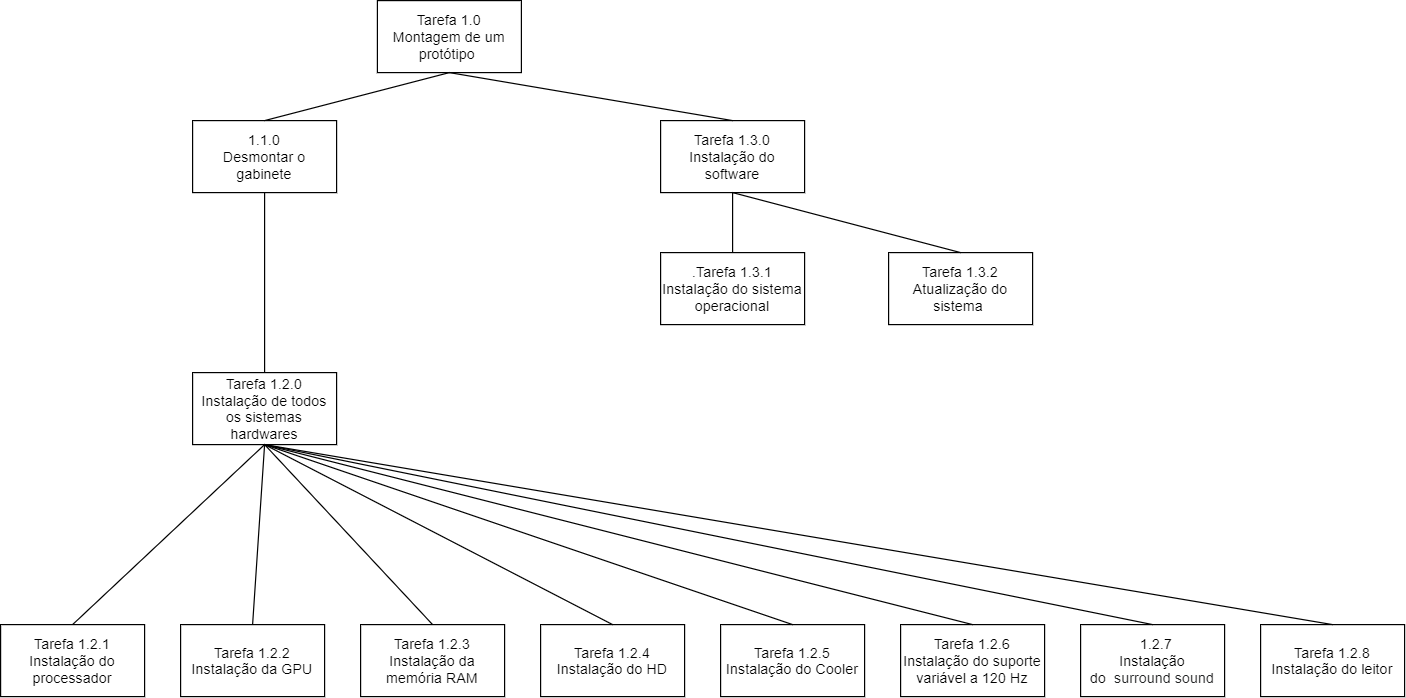 Tarefa 1.0
Montagem de um
protótipo
1.1.0
Desmontar o
gabinete
Tarefa 1.3.0
Instalação do
software
.Tarefa 1.3.1
Instalação do sistema
operacional
Tarefa 1.3.2
Atualização do
sistema
Tarefa 1.2.0
Instalação de todos
os sistemas
hardwares
Tarefa 1.2.1
Instalação do
processador
Tarefa 1.2.2
Instalação da GPU
Tarefa 1.2.3
Instalação da
memória RAM
Tarefa 1.2.4
Instalação do HD
Tarefa 1.2.5
Instalação do Cooler
Tarefa 1.2.6
Instalação do suporte
variável a 120 Hz
1.2.7
Instalação
do  surround sound
Tarefa 1.2.8
Instalação do leitor